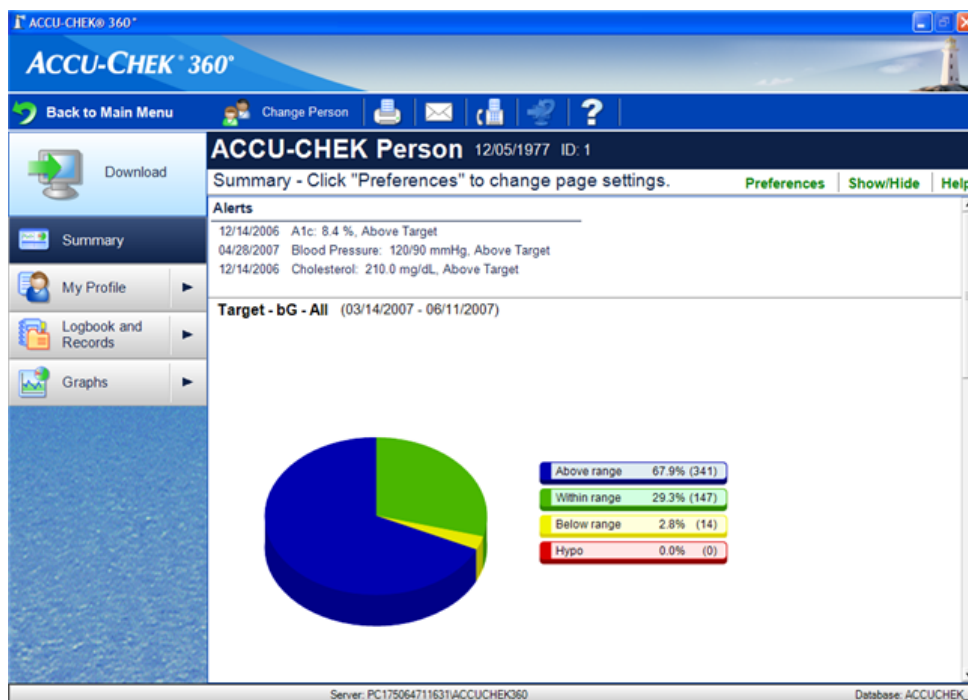 ACCU-CHEK® 360°
ACCU-CHEK® 360°
Back to Main Menu
Change Person
?
Download
ACCU-CHEK Person 12/05/1977 ID: 1
Summary - Click "Preferences" to change page settings.
Preferences
Show/Hide
Help
Summary
My Profile
Logbook and
Records
Graphs
Alerts
12/14/2006 A1c: 8.4 %, Above Target
04/28/2007 Blood Pressure: 120/90 mmHg, Above Target
12/14/2006 Cholesterol: 210.0 mg/dL, Above Target
Target - bG - All (03/14/2007 - 06/11/2007)
Above range 67.9% (341)
Within range 29.3% (147)
Below range 2.8% (14)
Hypo 0.0% (0)
Server: PC175064711631\ACCUCHEK360
Database: ACCUCHEK